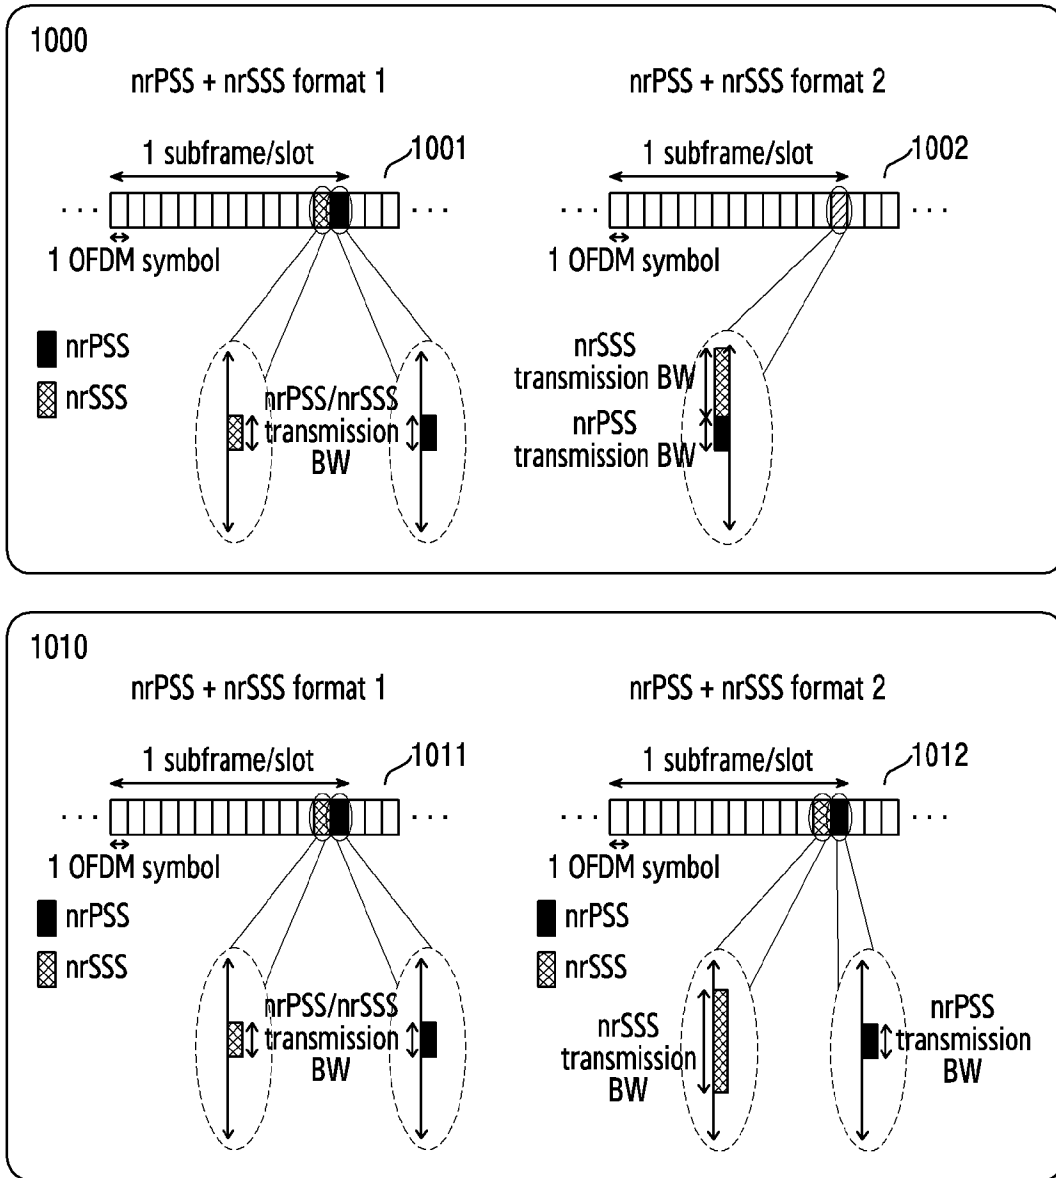 1000
nrPSS + nrSSS format 1
nrPSS + nrSSS format 2
1 subframe/slot
1001
1 subframe/slot
1002
· · ·
· · ·
· · ·
· · ·
1 OFDM symbol
1 OFDM symbol
nrPSS
nrSSS
nrPSS/nrSSS
transmission
BW
nrSSS
transmission BW
nrPSS
transmission BW
1010
nrPSS + nrSSS format 1
nrPSS + nrSSS format 2
1 subframe/slot
1011
1 subframe/slot
1012
· · ·
· · ·
· · ·
· · ·
1 OFDM symbol
1 OFDM symbol
nrPSS
nrSSS
nrPSS
nrSSS
nrPSS/nrSSS
transmission
BW
nrSSS
transmission
BW
nrPSS
transmission
BW